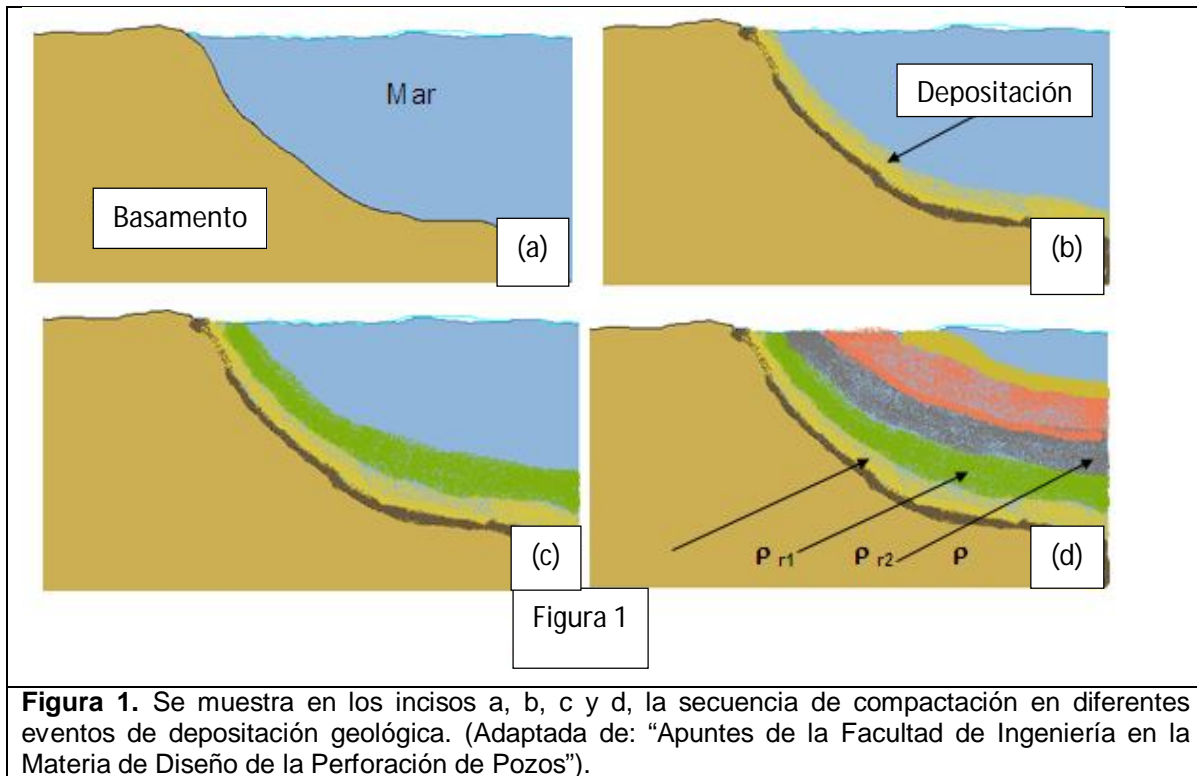 Mar
Basamento
(a)
Depositación
(b)
(c)
ρ r1 ρ r2 ρ
(d)
Figura 1
Figura 1. Se muestra en los incisos a, b, c y d, la secuencia de compactación en diferentes
eventos de depositación geológica. (Adaptada de: “Apuntes de la Facultad de Ingeniería en la
Materia de Diseño de la Perforación de Pozos”).